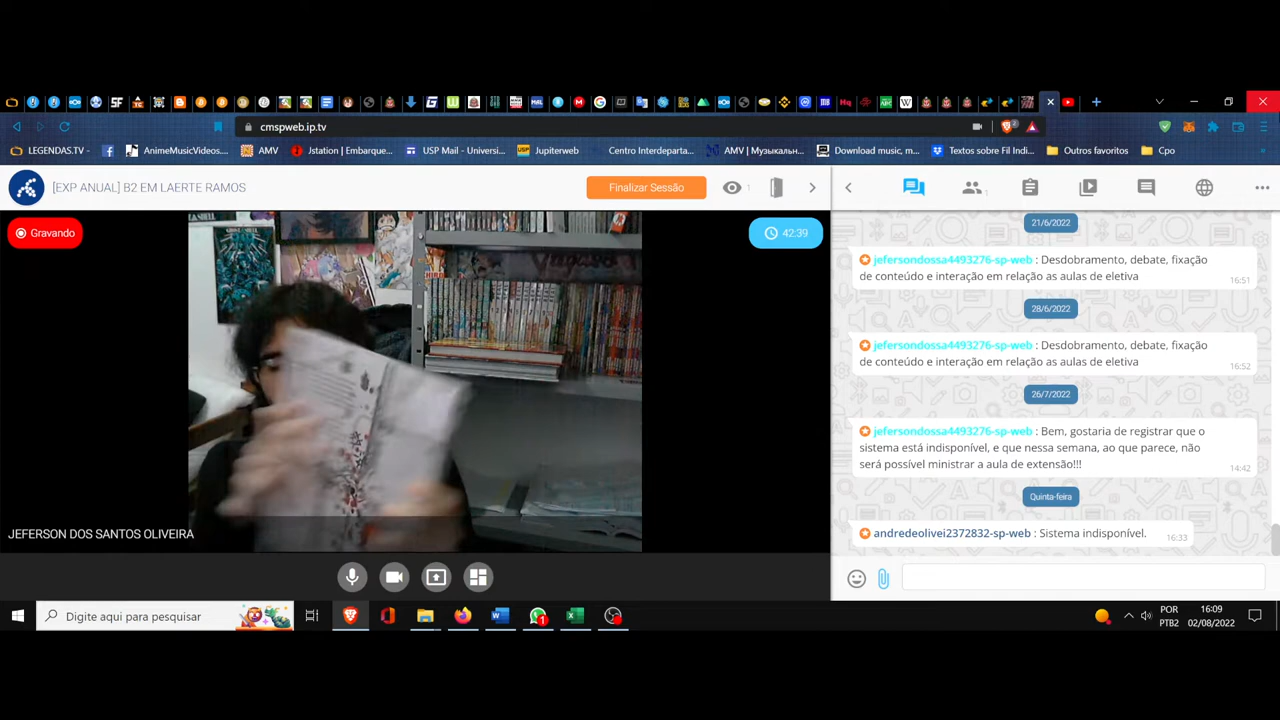 cmspweb.ip.tv
LEGENDAS.TV
AnimeMusicVideos...
AMV
Jstation | Embarque...
USP Mail - Universi...
Jupiterweb
Centro Interdeparta...
AMV | Музыкальн...
Download music, m...
Textos sobre Fil Indi...
Outros favoritos
Cpo
[EXP ANUAL] B2 EM LAERTE RAMOS
Finalizar Sessão
1
1
Gravando
42:39
JEFERSON DOS SANTOS OLIVEIRA
21/6/2022
jefersondossa4493276-sp-web : Desdobramento, debate, fixação
de conteúdo e interação em relação as aulas de eletiva
16:51
28/6/2022
jefersondossa4493276-sp-web : Desdobramento, debate, fixação
de conteúdo e interação em relação as aulas de eletiva
16:52
26/7/2022
jefersondossa4493276-sp-web : Bem, gostaria de registrar que o
sistema está indisponível, e que nessa semana, ao que parece, não
será possível ministrar a aula de extensão!!!
14:42
Quinta-feira
andredeolivei2372832-sp-web : Sistema indisponível.
16:33
Digite aqui para pesquisar
1
POR
PTB2
16:09
02/08/2022